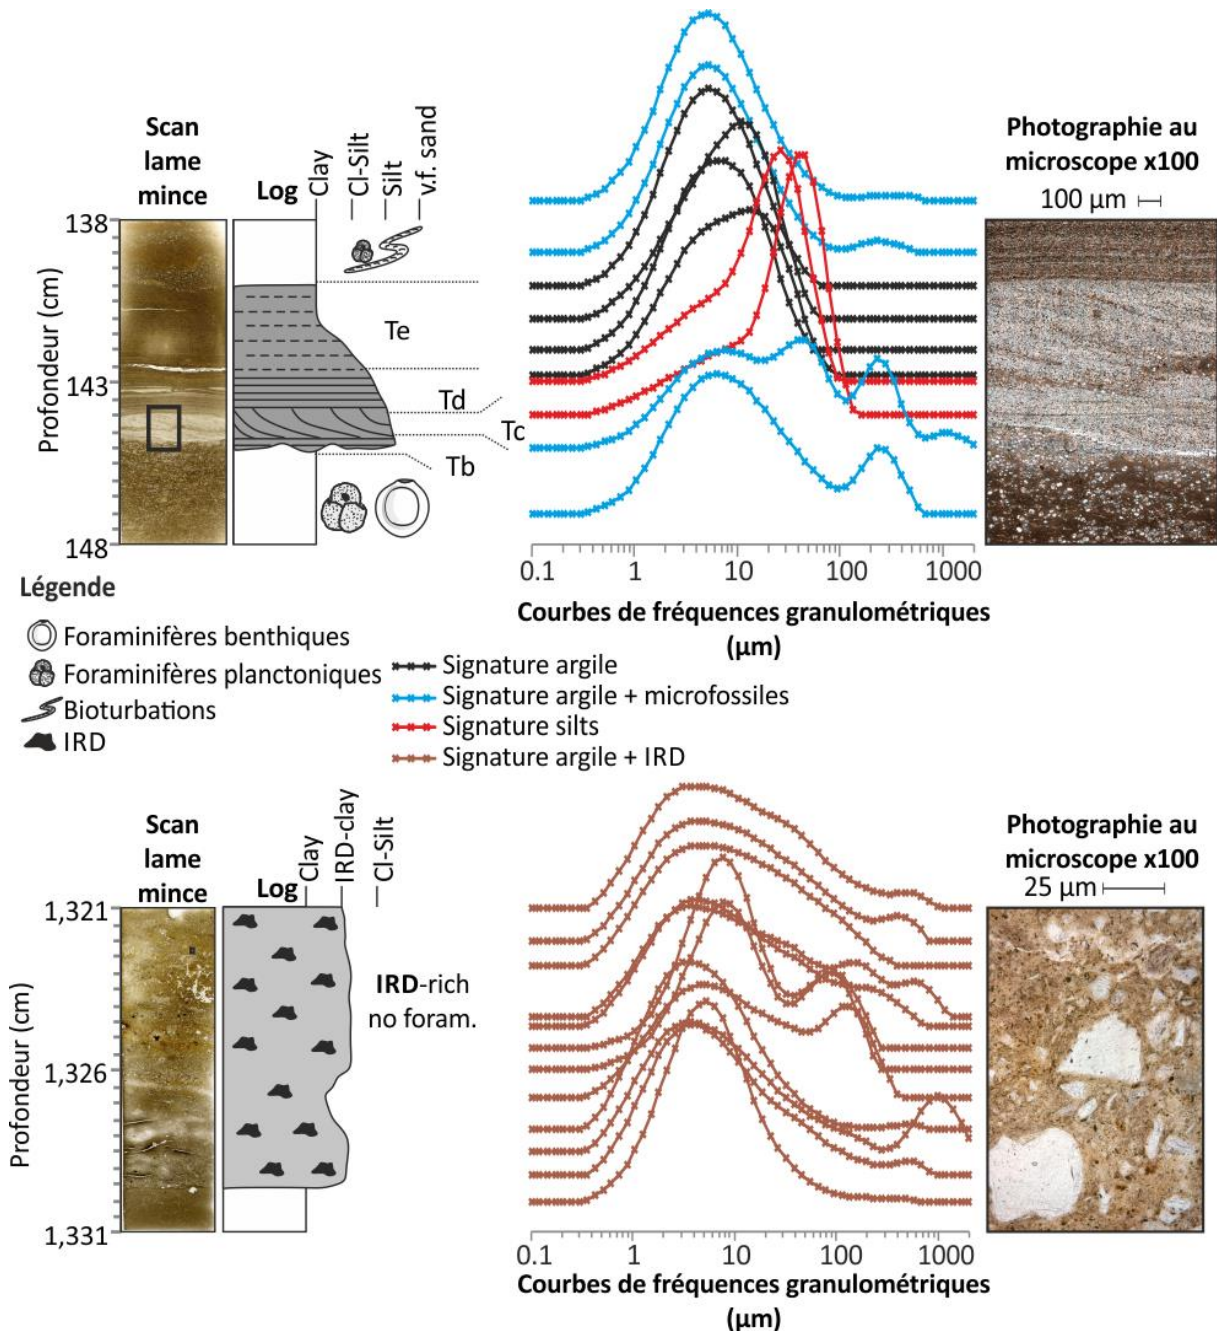 Scan
lame
mince
Log
Clay
Cl-Silt
Silt
v.f. sand
Photographie au
microscope x100
100 µm
Profondeur (cm)
138
143
148
Te
Td
Tc
Tb
0.1 1 10 100 1000
Courbes de fréquences granulométriques
(µm)
Légende
Foraminifères benthiques
Foraminifères planctoniques
Bioturbations
IRD
Signature argile
Signature argile + microfossiles
Signature silts
Signature argile + IRD
Scan
lame
mince
Log
Clay
IRD-clay
Cl-Silt
Photographie au
microscope x100
25 µm
Profondeur (cm)
1,321
1,326
1,331
IRD-rich
no foram.
0.1 1 10 100 1000
Courbes de fréquences granulométriques
(µm)